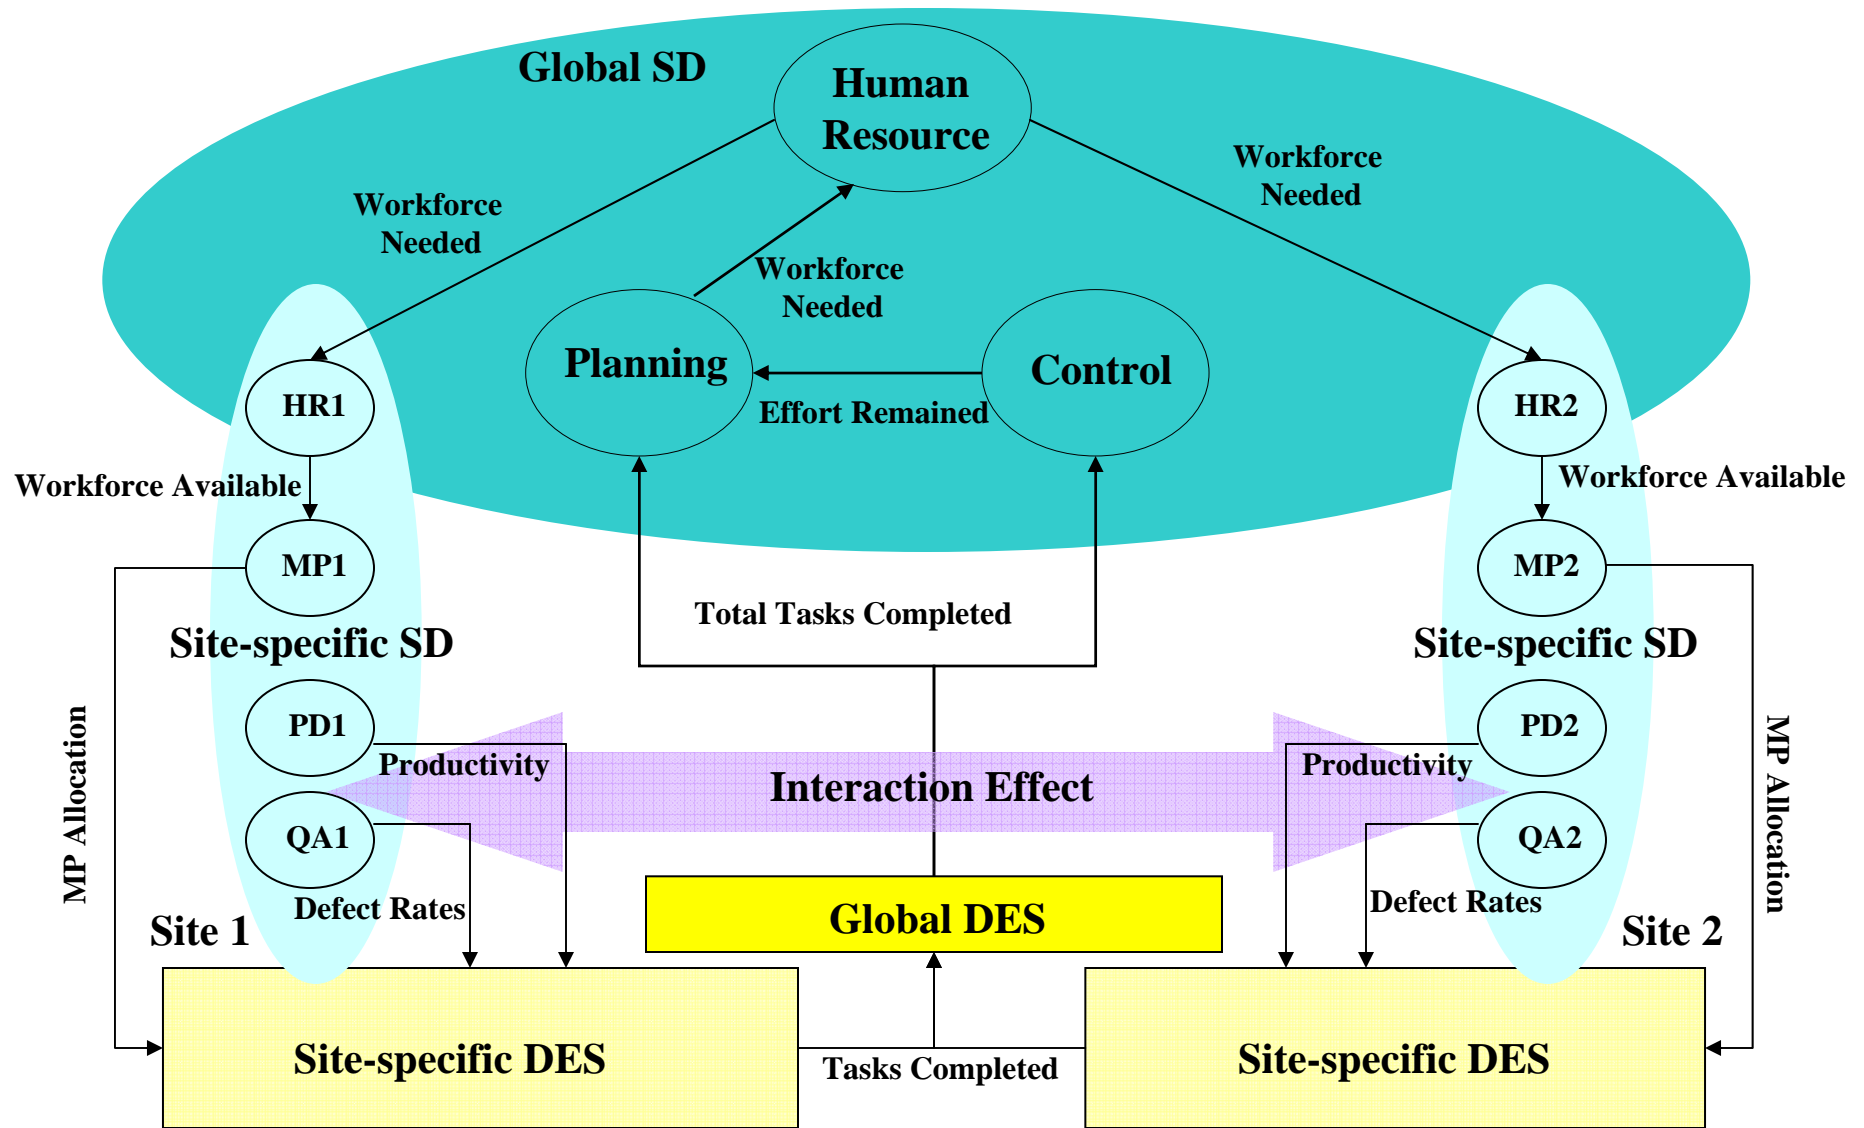 Global SD
Human
Resource
Workforce
Needed
Workforce
Needed
Workforce
Needed
Planning
Control
Effort Remained
HR1
HR2
Workforce Available
Workforce Available
MP1
MP2
Total Tasks Completed
Site-specific SD
Site-specific SD
PD1
PD2
Productivity
Productivity
Interaction Effect
MP Allocation
MP Allocation
QA1
QA2
Defect Rates
Defect Rates
Site 1
Global DES
Site 2
Site-specific DES
Tasks Completed
Site-specific DES